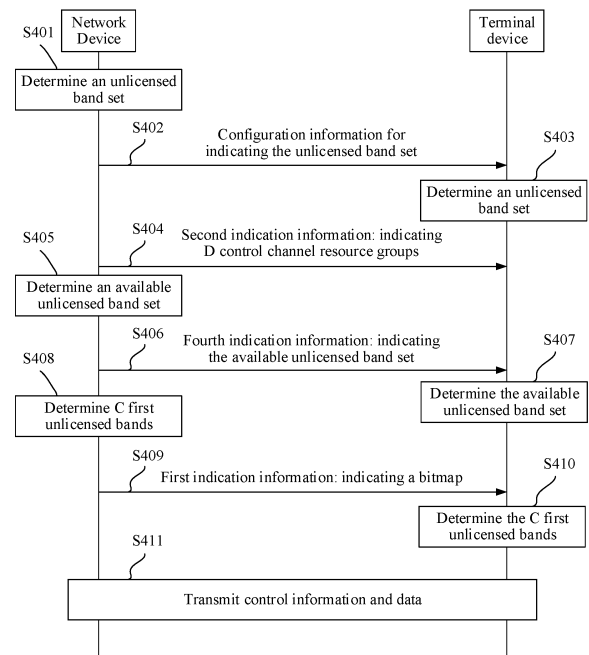 Network
Device
Terminal
device
S401
Determine an unlicensed
band set
S402
Configuration information for
indicating the unlicensed band set
S403
Determine an unlicensed
band set
S404
Second indication information: indicating
D control channel resource groups
S405
Determine an available
unlicensed band set
S406
Fourth indication information: indicating
the available unlicensed band set
S407
Determine the available
unlicensed band set
S408
Determine C first
unlicensed bands
S409
First indication information: indicating a bitmap
S410
Determine the C first
unlicensed bands
S411
Transmit control information and data